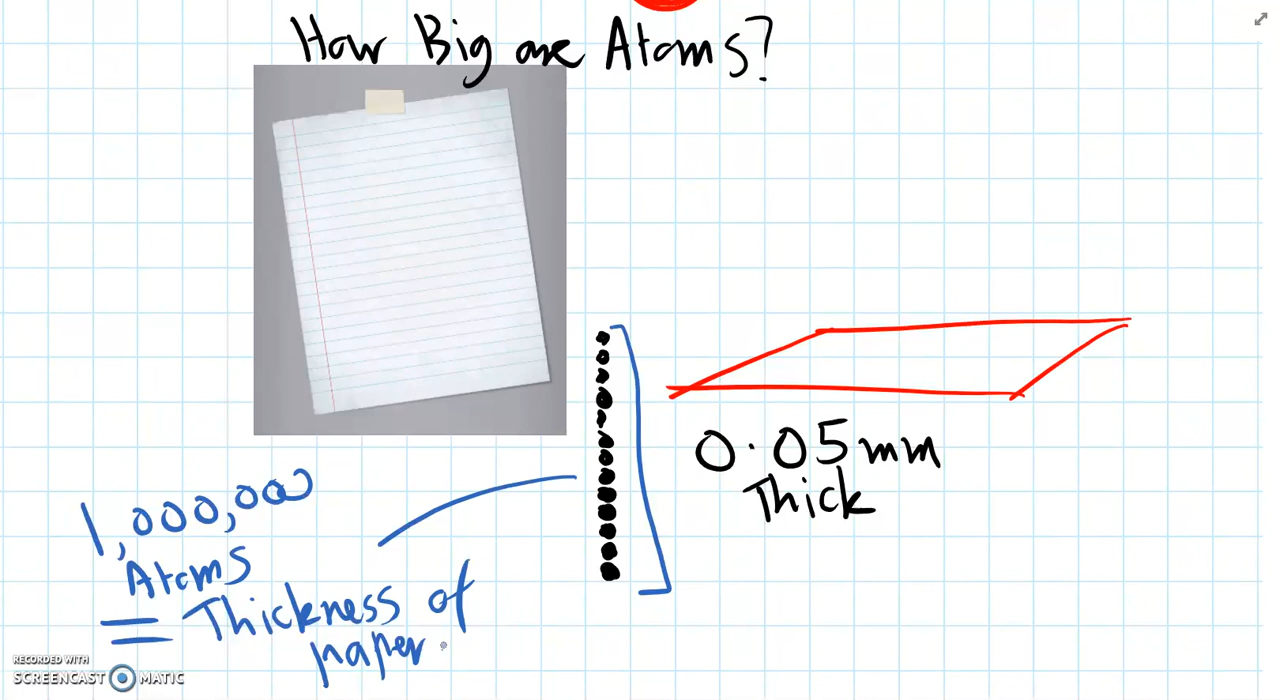 How Big are Atoms?
0.05mm
Thick
1,000,000
Atoms
= Thickness of
paper.
RECORDED WITH
SCREENCAST MATIC